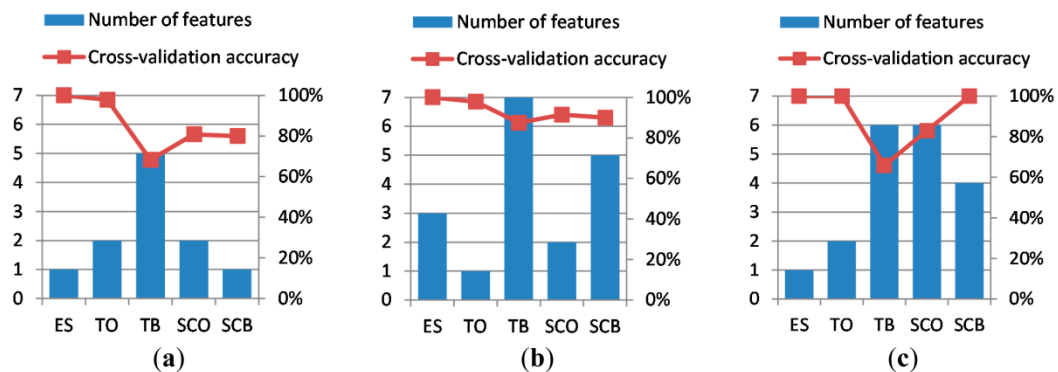 Number of features
Cross-validation accuracy
7 100%
6 80%
5
4 60%
3 40%
2
1 20%
0 0%
ES TO TB SCO SCB
(a)
Number of features
Cross-validation accuracy
7 100%
6 80%
5
4 60%
3 40%
2
1 20%
0 0%
ES TO TB SCO SCB
(b)
Number of features
Cross-validation accuracy
7 100%
6 80%
5
4 60%
3 40%
2
1 20%
0 0%
ES TO TB SCO SCB
(c)